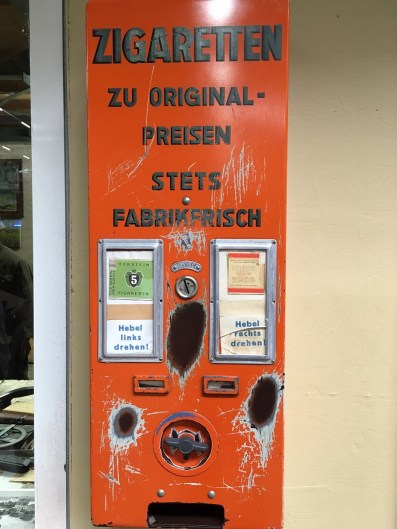 ZIGARETTEN
ZU ORIGINAL-
PREISEN
STETS
FABRIKFRISCH
5
Hebel
links
drehen!
Hebel
rechts
drehen!